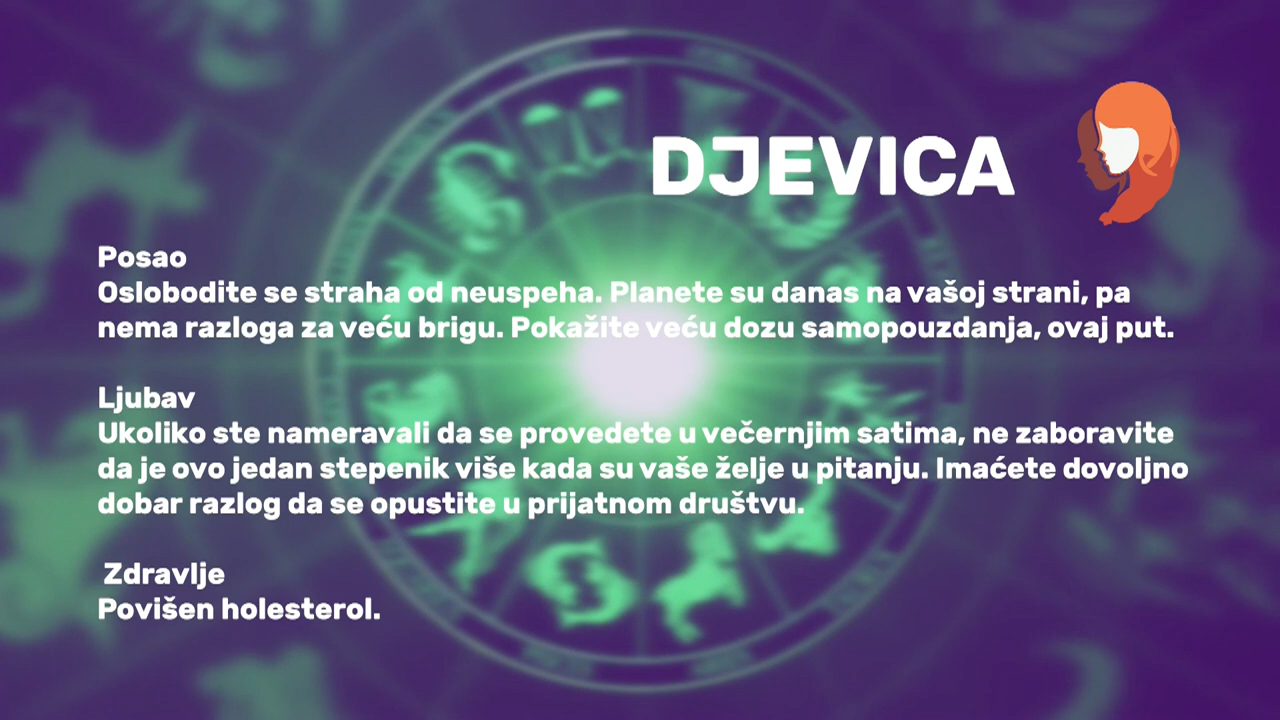 DJEVICA
Posao
Oslobodite se straha od neuspeha. Planete su danas na vašoj strani, pa
nema razloga za veću brigu. Pokažite veću dozu samopouzdanja, ovaj put.
Ljubav
Ukoliko ste nameravali da se provedete u večernjim satima, ne zaboravite
da je ovo jedan stepenik više kada su vaše želje u pitanju. Imaćete dovoljno
dobar razlog da se opustite u prijatnom društvu.
Zdravlje
Povišen holesterol.